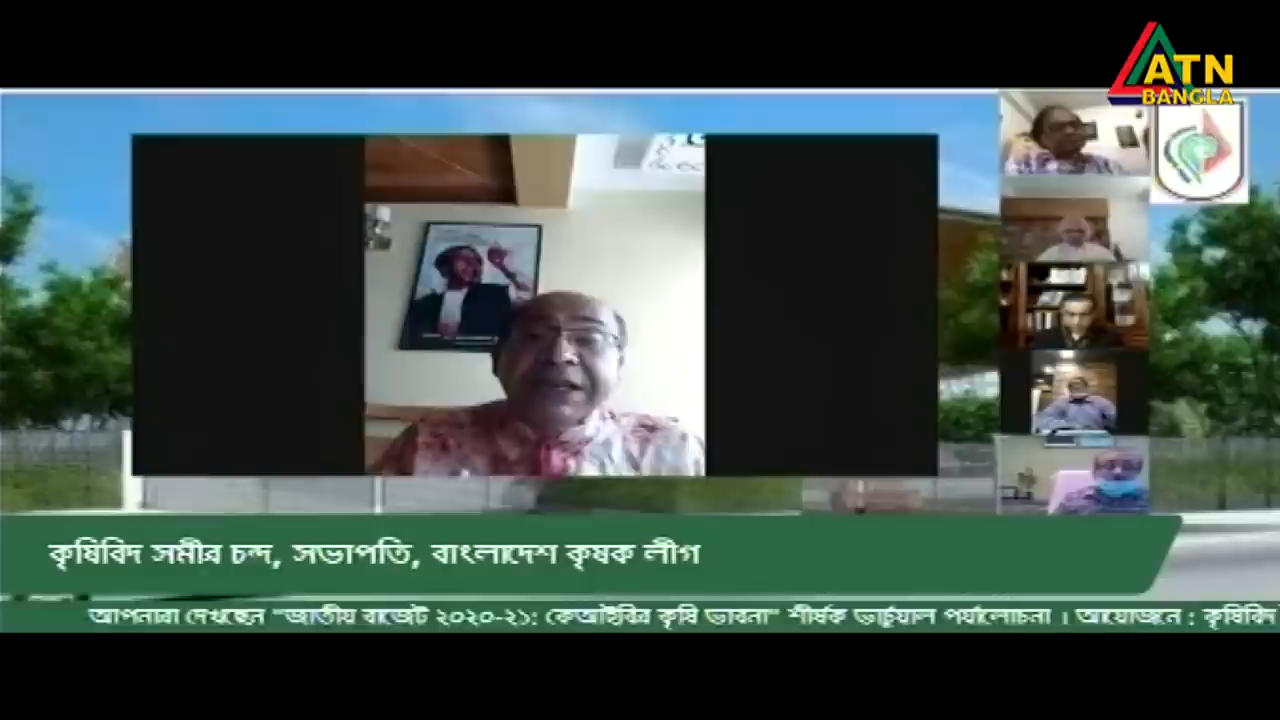 ATN
BANGLA
কৃষিবিদ সমীর চন্দ, সভাপতি, বাংলাদেশ কৃষক লীগ
আপনারা দেখছেন "জাতীয় বাজেট ২০২০-২১: কেআইবির কৃষি ভাবনা" শীর্ষক ভার্চুয়াল পর্যালোচনা । আয়োজনে : কৃষিবিদ